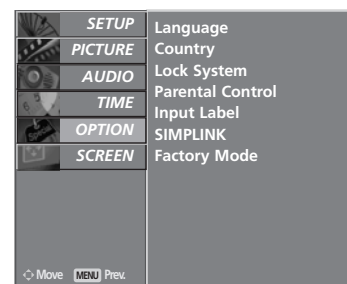 SETUP
PICTURE
AUDIO
TIME
OPTION
SCREEN
Language
Country
Lock System
Parental Control
Input Label
SIMPLINK
Factory Mode
Move MENU Prev.